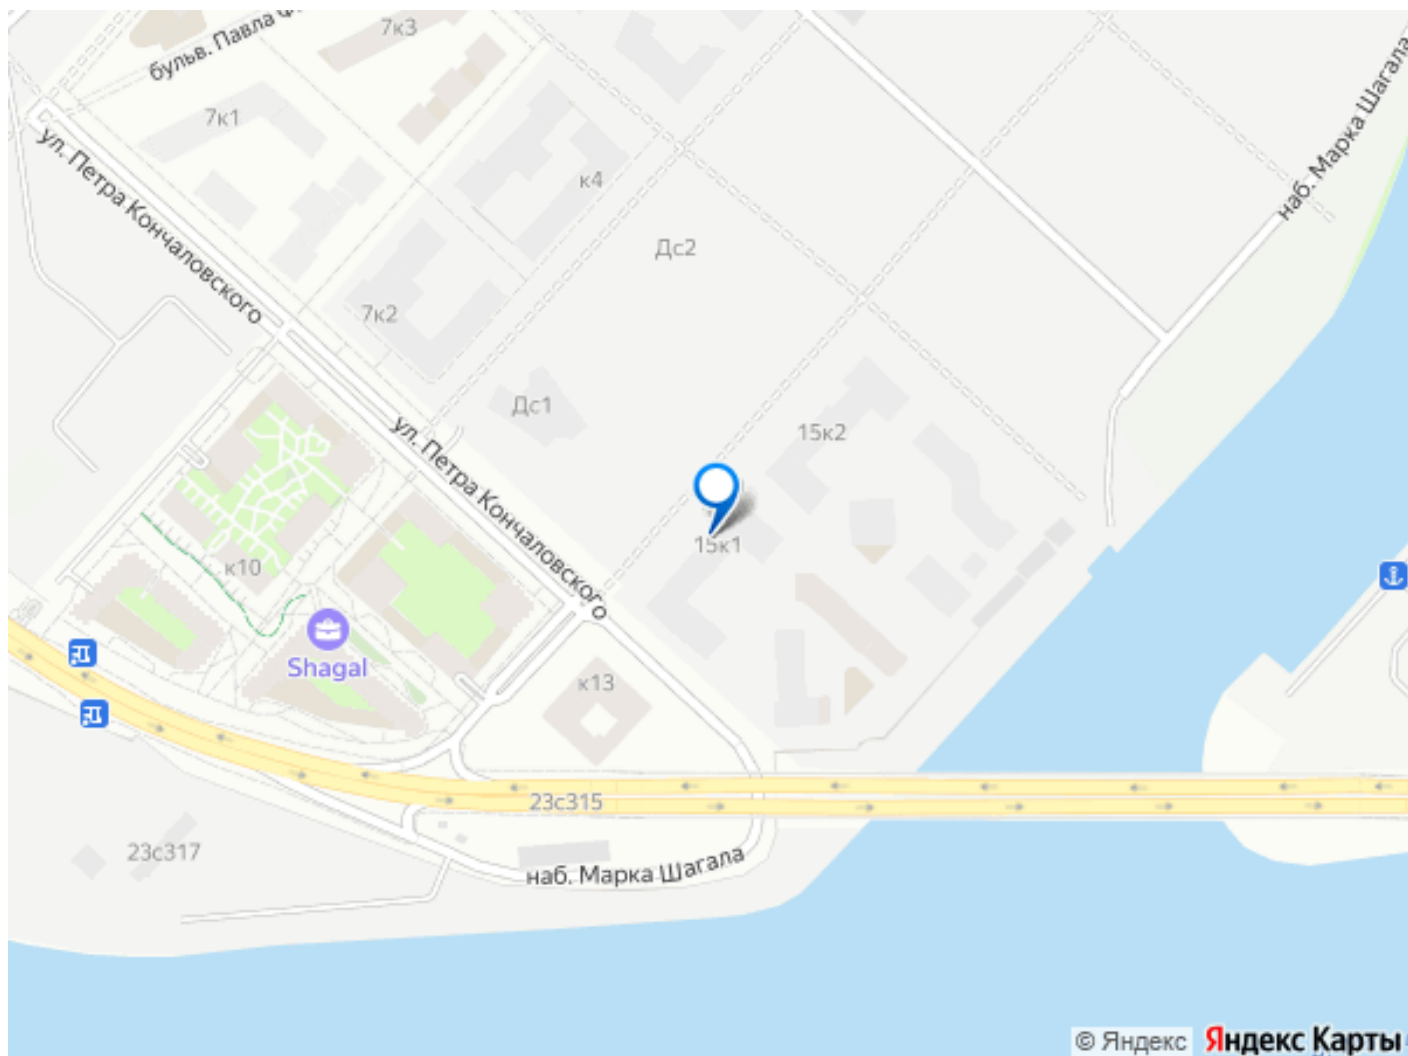 7к3
бульв. Павла Ф
7к1
ул. Петра Кончаловского
к4
наб. Марка Шагала
Дс2
7к2
Дс1
ул. Петра Кончаловского
15к2
15к1
к10
Shagal
к13
23с315
23с317
наб. Марка Шагала
© Яндекс Яндекс Карты